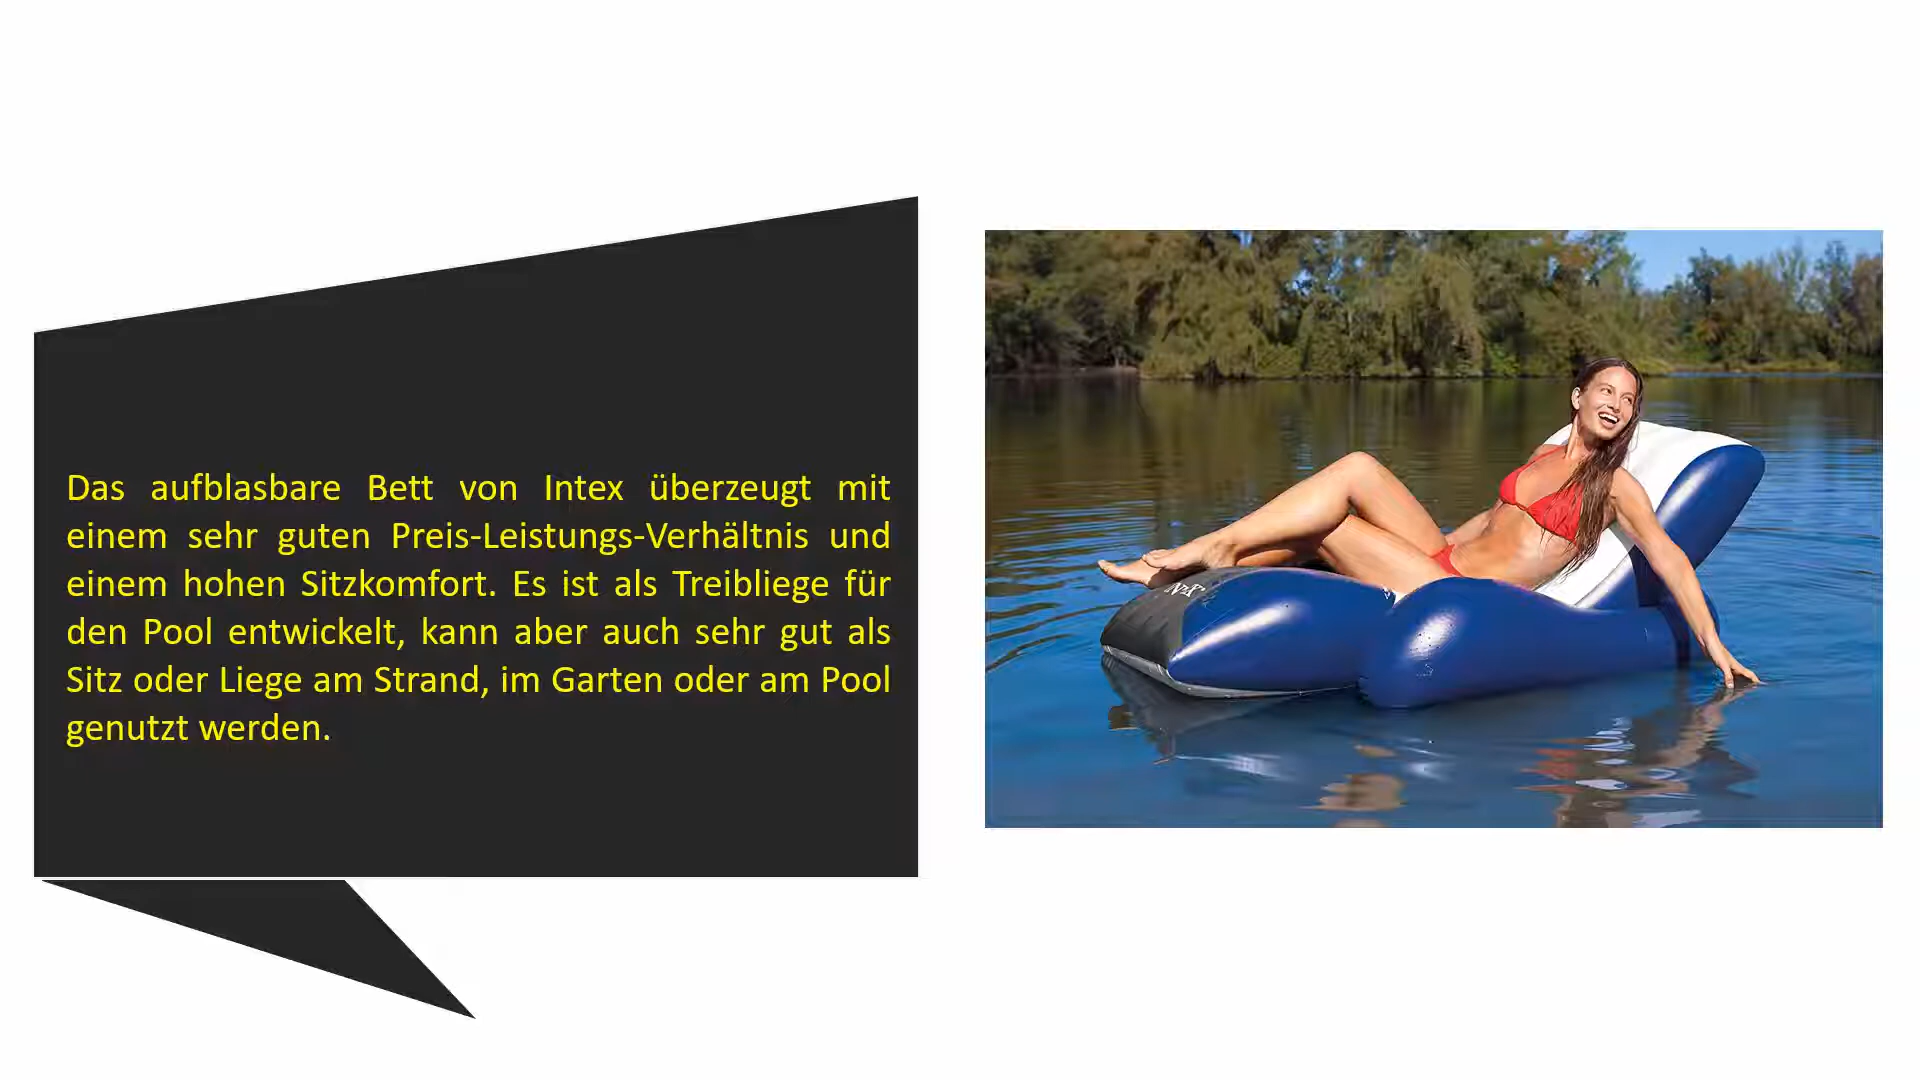 Das aufblasbare Bett von Intex überzeugt mit
einem sehr guten Preis-Leistungs-Verhältnis und
einem hohen Sitzkomfort. Es ist als Treibliege für
den Pool entwickelt, kann aber auch sehr gut als
Sitz oder Liege am Strand, im Garten oder am Pool
genutzt werden.